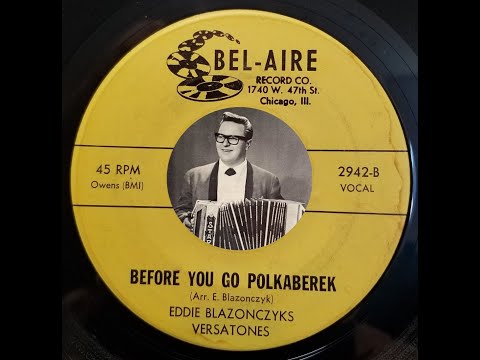 BEL-AIRE
RECORD CO.
1740 W. 47th St.
Chicago, Ill.
45 RPM
Owens (BMI)
2942-B
VOCAL
BEFORE YOU GO POLKABEREK
(Arr. E. Blazonczyk)
EDDIE BLAZONCZYKS
VERSATONES